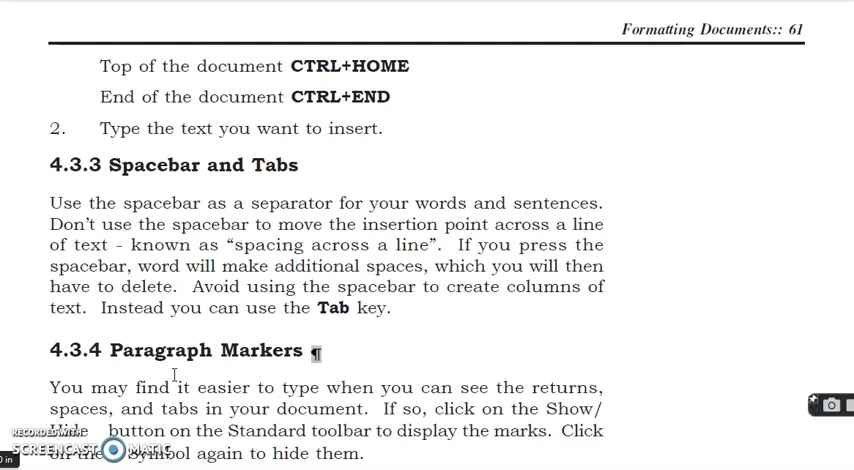 Formatting Documents:: 61
Top of the document CTRL+HOME
End of the document CTRL+END
2. Type the text you want to insert.
4.3.3 Spacebar and Tabs
Use the spacebar as a separator for your words and sentences.
Don't use the spacebar to move the insertion point across a line
of text - known as “spacing across a line”. If you press the
spacebar, word will make additional spaces, which you will then
have to delete. Avoid using the spacebar to create columns of
text. Instead you can use the Tab key.
4.3.4 Paragraph Markers ¶
You may find it easier to type when you can see the returns,
spaces, and tabs in your document. If so, click on the Show/
Hide button on the Standard toolbar to display the marks. Click
symbol again to hide them.
RECORDED WITH
SCREENCAST MATIC